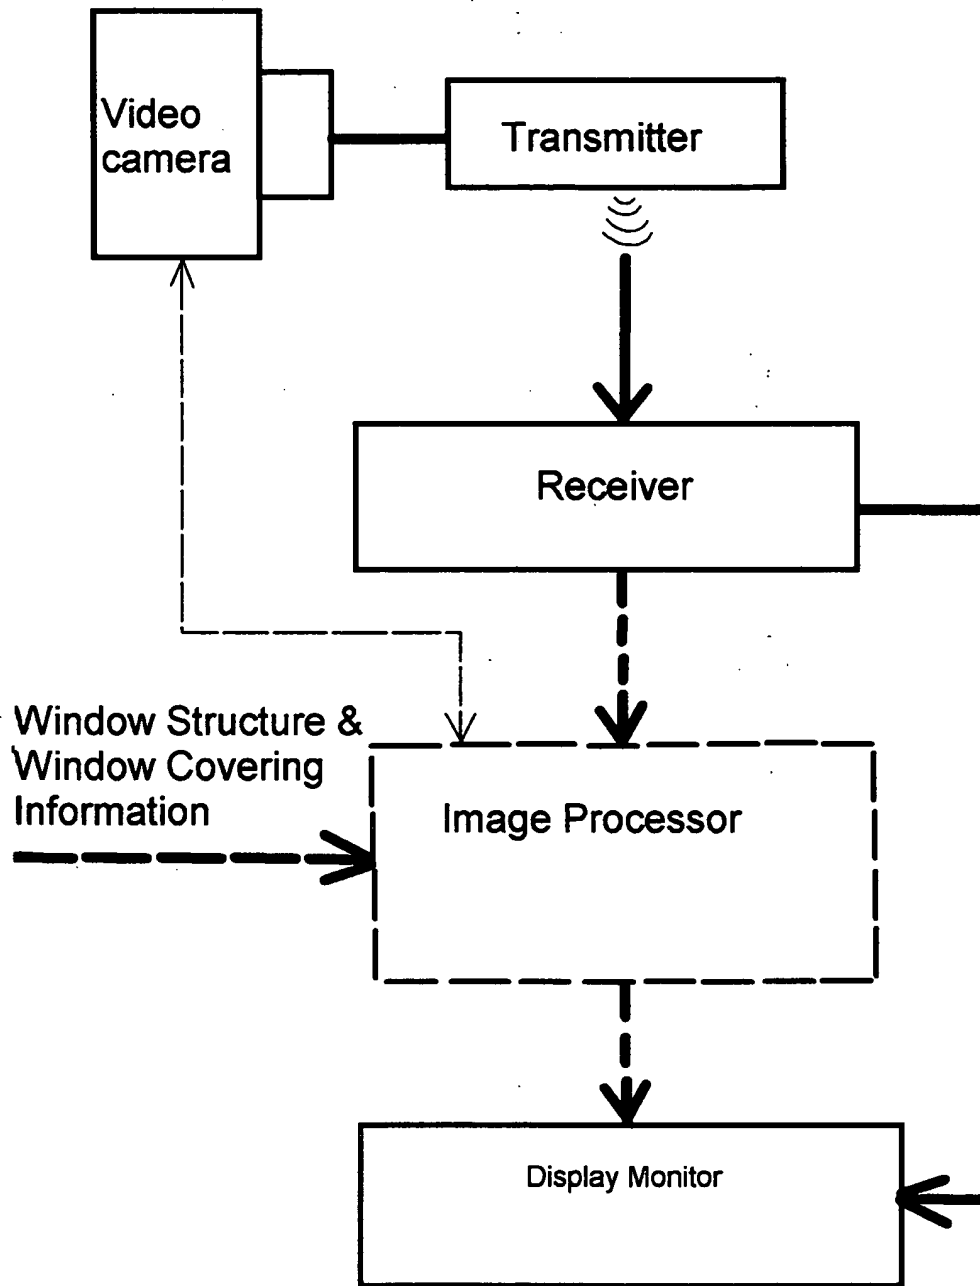 Video
camera
Transmitter
Receiver
Window Structure &
Window Covering
Information
Image Processor
Display Monitor